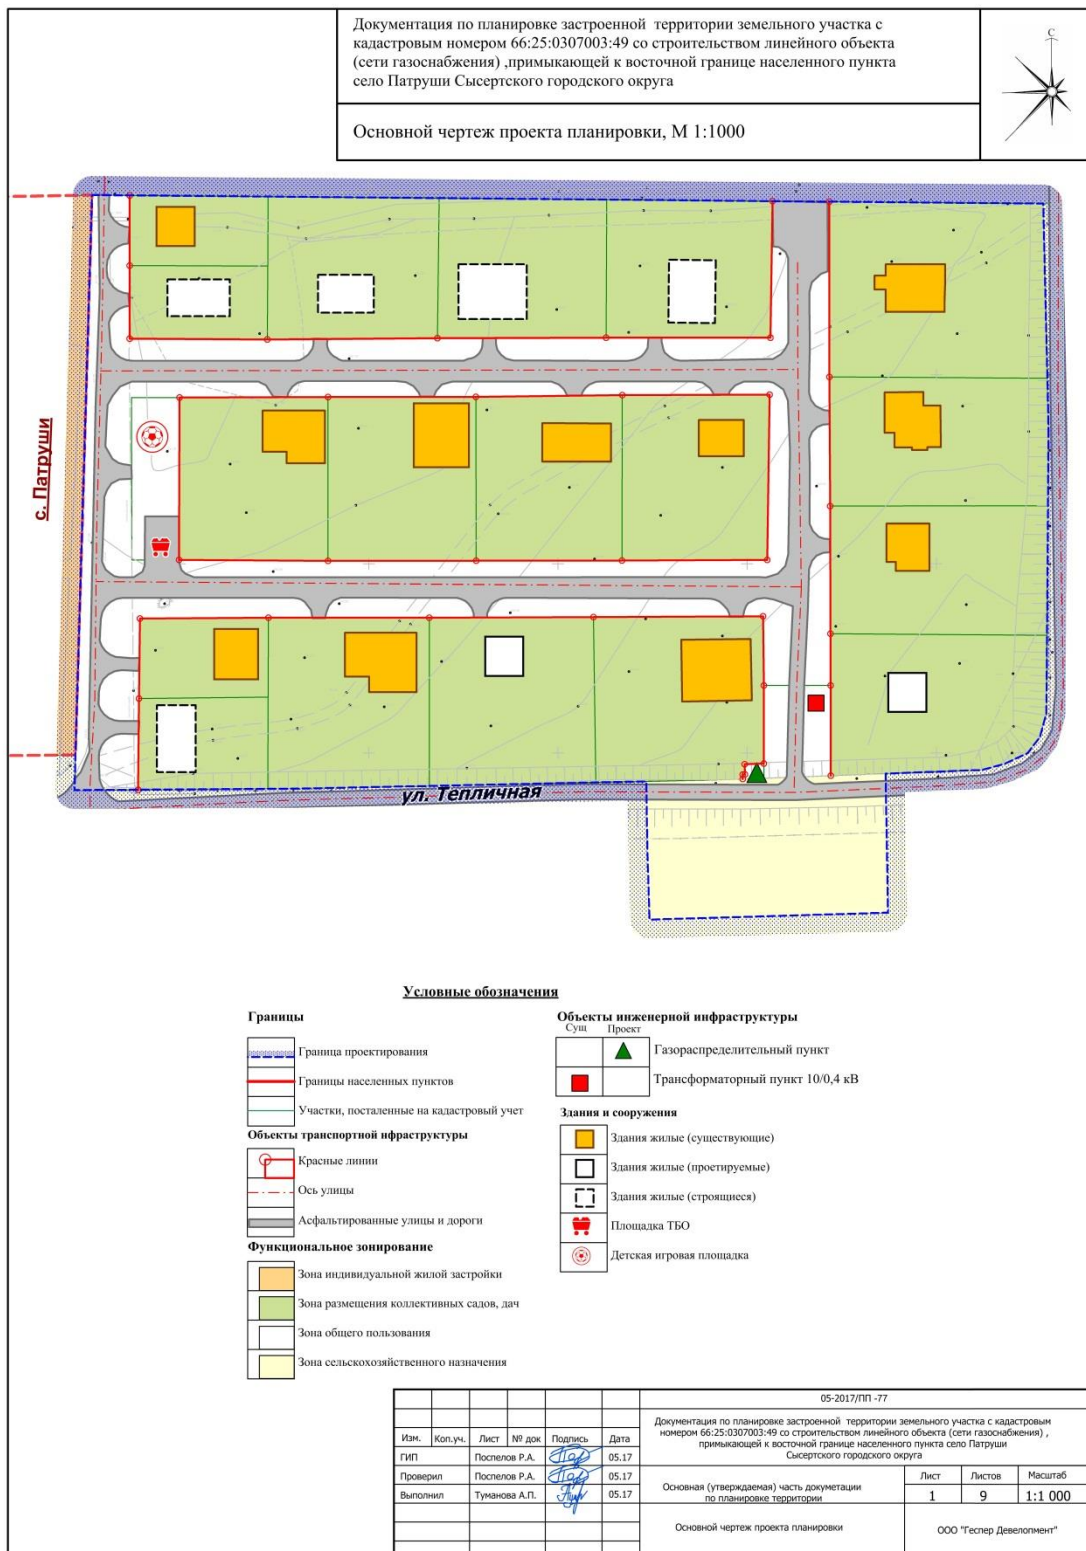 Документация по планировке застроенной территории земельного участка с
кадастровым номером 66:25:0307003:49 со строительством линейного объекта
(сети газоснабжения) ,примыкающей к восточной границе населенного пункта
село Патруши Сысертского городского округа
С
Основной чертеж проекта планировки, М 1:1000
с. Патруши
ул. Тепличная
Условные обозначения
Границы
Граница проектирования
Границы населенных пунктов
Участки, посталенные на кадастровый учет
Объекты транспортной нфраструктуры
Красные линии
Ось улицы
Асфальтированные улицы и дороги
Функциональное зонирование
Зона индивидуальной жилой застройки
Зона размещения коллективных садов, дач
Зона общего пользования
Зона сельскохозяйственного назначения
Объекты инженерной инфраструктуры
Сущ Проект
Газораспределительный пункт
Трансформаторный пункт 10/0,4 кВ
Здания и сооружения
Здания жилые (существующие)
Здания жилые (проетируемые)
Здания жилые (строящиеся)
Площадка ТБО
Детская игровая площадка
05-2017/ПП -77
Документация по планировке застроенной территории земельного участка с кадастровым
номером 66:25:0307003:49 со строительством линейного объекта (сети газоснабжения) ,
примыкающей к восточной границе населенного пункта село Патруши
Сысертского городского округа
Изм. Коп.уч. Лист № док Подпись Дата
ГИП Поспелов Р.А. 05.17
Проверил Поспелов Р.А. 05.17
Выполнил Туманова А.П. 05.17
Основная (утверждаемая) часть докуметации
по планировке территории
Лист Листов Масштаб
1 9 1:1 000
Основной чертеж проекта планировки
ООО "Геспер Девелопмент"